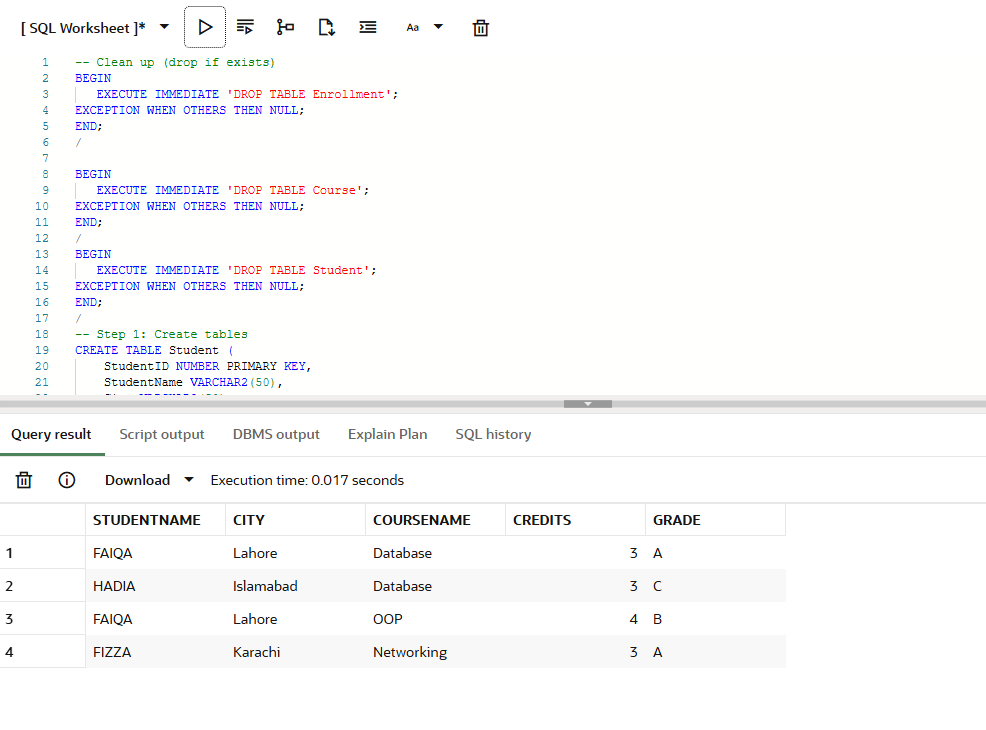 [ SQL Worksheet ]*
Aa
1 -- Clean up (drop if exists)
2 BEGIN
3 EXECUTE IMMEDIATE 'DROP TABLE Enrollment';
4 EXCEPTION WHEN OTHERS THEN NULL;
5 END;
6 /
7
8 BEGIN
9 EXECUTE IMMEDIATE 'DROP TABLE Course';
10 EXCEPTION WHEN OTHERS THEN NULL;
11 END;
12 /
13 BEGIN
14 EXECUTE IMMEDIATE 'DROP TABLE Student';
15 EXCEPTION WHEN OTHERS THEN NULL;
16 END;
17 /
18 -- Step 1: Create tables
19 CREATE TABLE Student (
20 StudentID NUMBER PRIMARY KEY,
21 StudentName VARCHAR2(50),
Query result Script output DBMS output Explain Plan SQL history
Download Execution time: 0.017 seconds
STUDENTNAME CITY COURSENAME CREDITS GRADE
1 FAIQA Lahore Database 3 A
2 HADIA Islamabad Database 3 C
3 FAIQA Lahore OOP 4 B
4 FIZZA Karachi Networking 3 A